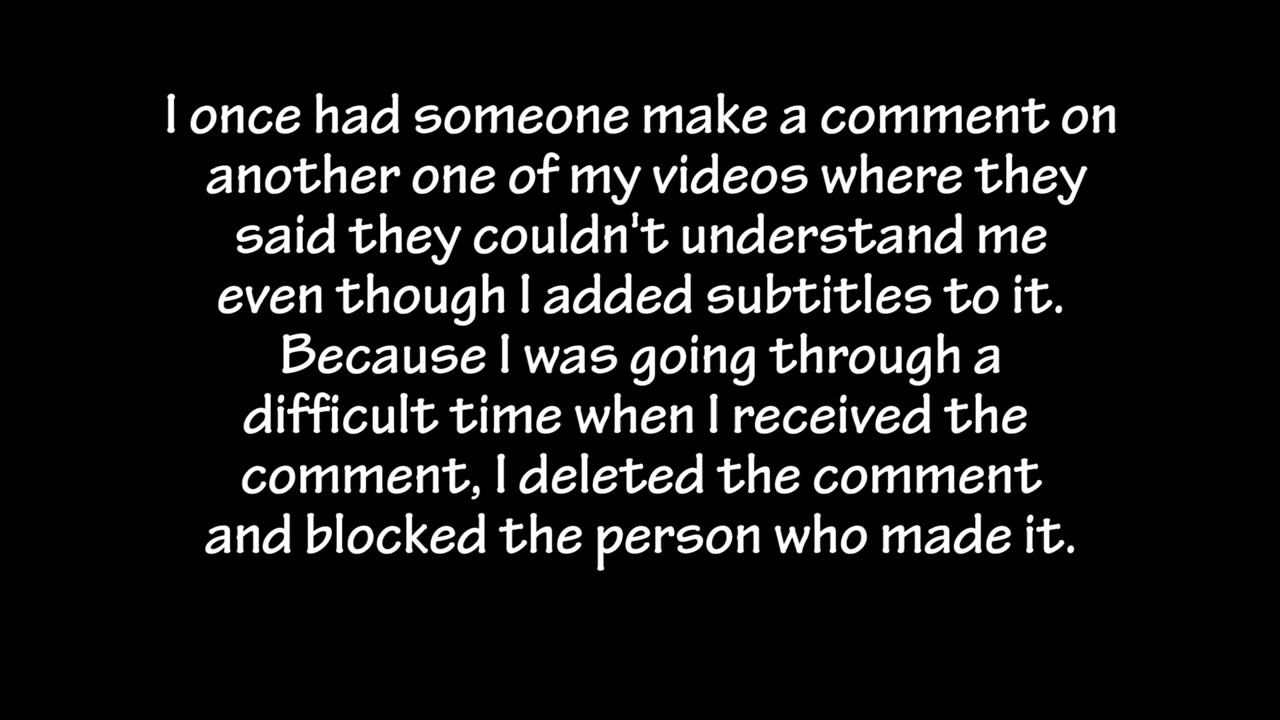 I once had someone make a comment on
another one of my videos where they
said they couldn't understand me
even though I added subtitles to it.
Because I was going through a
difficult time when I received the
comment, I deleted the comment
and blocked the person who made it.